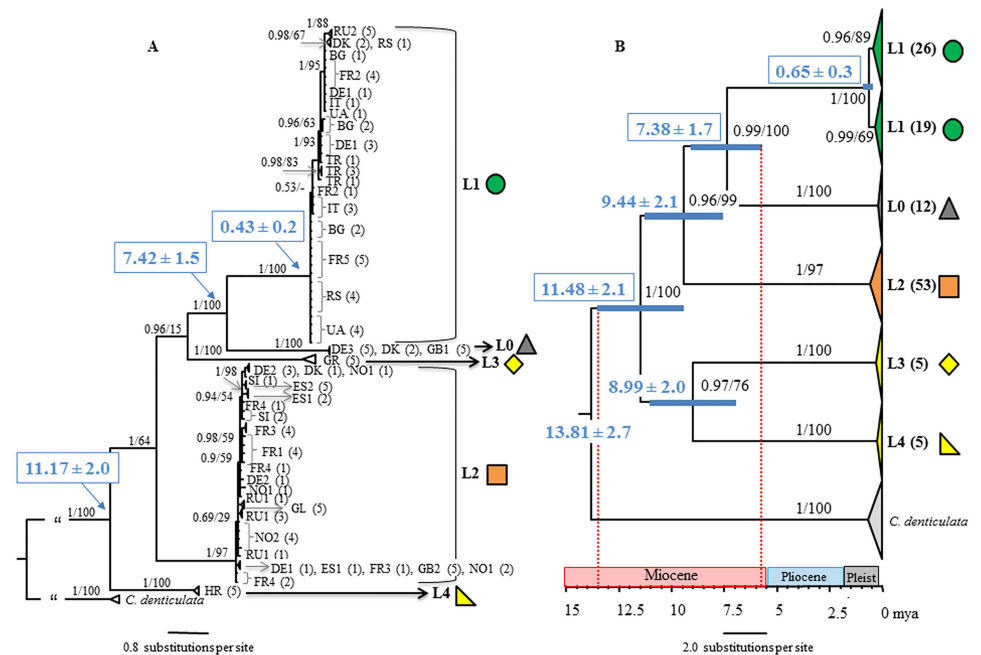 A
1/88
RU2 (5)
0.98/67
DK (2), RS (1)
BG (1)
1/95
FR2 (4)
DE1 (1)
IT (1)
UA (1)
0.96/63
BG (2)
1/93
DE1 (3)
TR (1)
0.98/83
TR (3)
TR (1)
0.53/-
FR2 (1)
IT (3)
L1
0.43 ± 0.2
BG (2)
7.42 ± 1.5
FR5 (5)
1/100
RS (4)
1/100
UA (4)
0.96/15
1/100
DE3 (5), DK (2), GB1 (5)
L0
1/100
GR (5)
L3
1/98
DE2 (3), DK (1), NO1 (1)
SI (1)
ES2 (5)
0.94/54
ES1 (2)
FR4 (1)
SI (2)
0.98/59
FR3 (4)
1/64
FR1 (4)
0.9/59
FR4 (1)
L2
11.17 ± 2.0
DE2 (1)
NO1 (1)
RU1 (1)
GL (5)
0.69/29
RU1 (3)
1/100
“
NO2 (4)
1/97
RU1 (1)
DE1 (1), ES1 (1), FR3 (1), GB2 (5), NO1 (2)
FR4 (2)
1/100
HR (5)
L4
“
1/100
C. denticulata
0.8 substitutions per site
B
0.96/89
L1 (26)
0.65 ± 0.3
1/100
7.38 ± 1.7
0.99/100
0.99/69
L1 (19)
9.44 ± 2.1
0.96/99
1/100
L0 (12)
11.48 ± 2.1
1/100
1/97
L2 (53)
1/100
L3 (5)
8.99 ± 2.0
0.97/76
13.81 ± 2.7
1/100
L4 (5)
1/100
C. denticulata
Miocene
Pliocene
Pleist
15 12.5 10 7.5 5 2.5 0 mya
2.0 substitutions per site